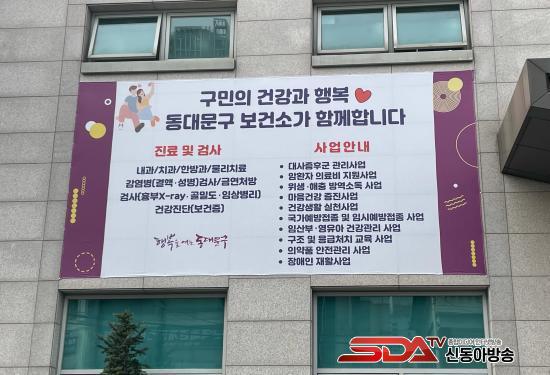 구민의 건강과 행복
동대문구 보건소가 함께합니다
진료 및 검사
내과/치과/한방과/물리치료
감염병(결핵·성병)검사/금연처방
검사(흉부X-ray·골밀도·임상병리)
건강진단(보건증)
행복을 여는 동대문구
사업안내
• 대사증후군 관리사업
• 암환자 의료비 지원사업
• 위생·해충 방역소독 사업
• 마음건강 증진사업
• 건강생활 실천사업
• 국가예방접종 및 임시예방접종 사업
• 임산부·영유아 건강관리 사업
• 구조 및 응급처치 교육 사업
• 의약품 안전관리 사업
• 장애인 재활사업
SDATV
신동아방송